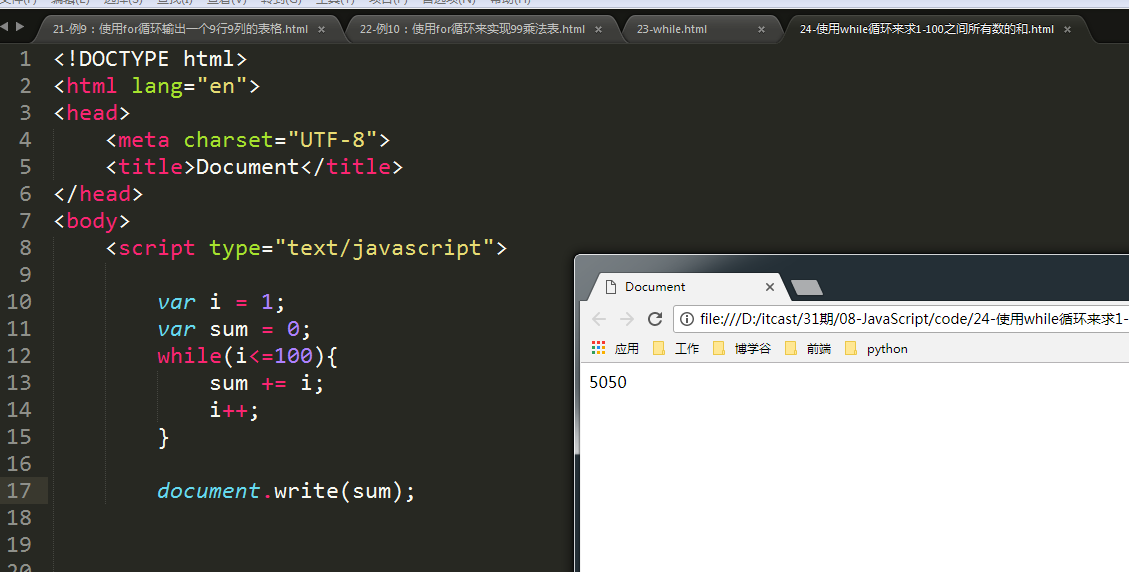 21-例9：使用for循环输出一个9行9列的表格.html × 22-例10：使用for循环来实现99乘法表.html × 23-while.html × 24-使用while循环来求1-100之间所有数的和.html ×
1 <!DOCTYPE html>
2 <html lang="en">
3 <head>
4 <meta charset="UTF-8">
5 <title>Document</title>
6 </head>
7 <body>
8 <script type="text/javascript">
9
10 var i = 1;
11 var sum = 0;
12 while(i<=100){
13 sum += i;
14 i++;
15 }
16
17 document.write(sum);
18
19
20
Document ×
file:///D:/itcast/31期/08-JavaScript/code/24-使用while循环来求1-
应用 工作 博学谷 前端 python
5050